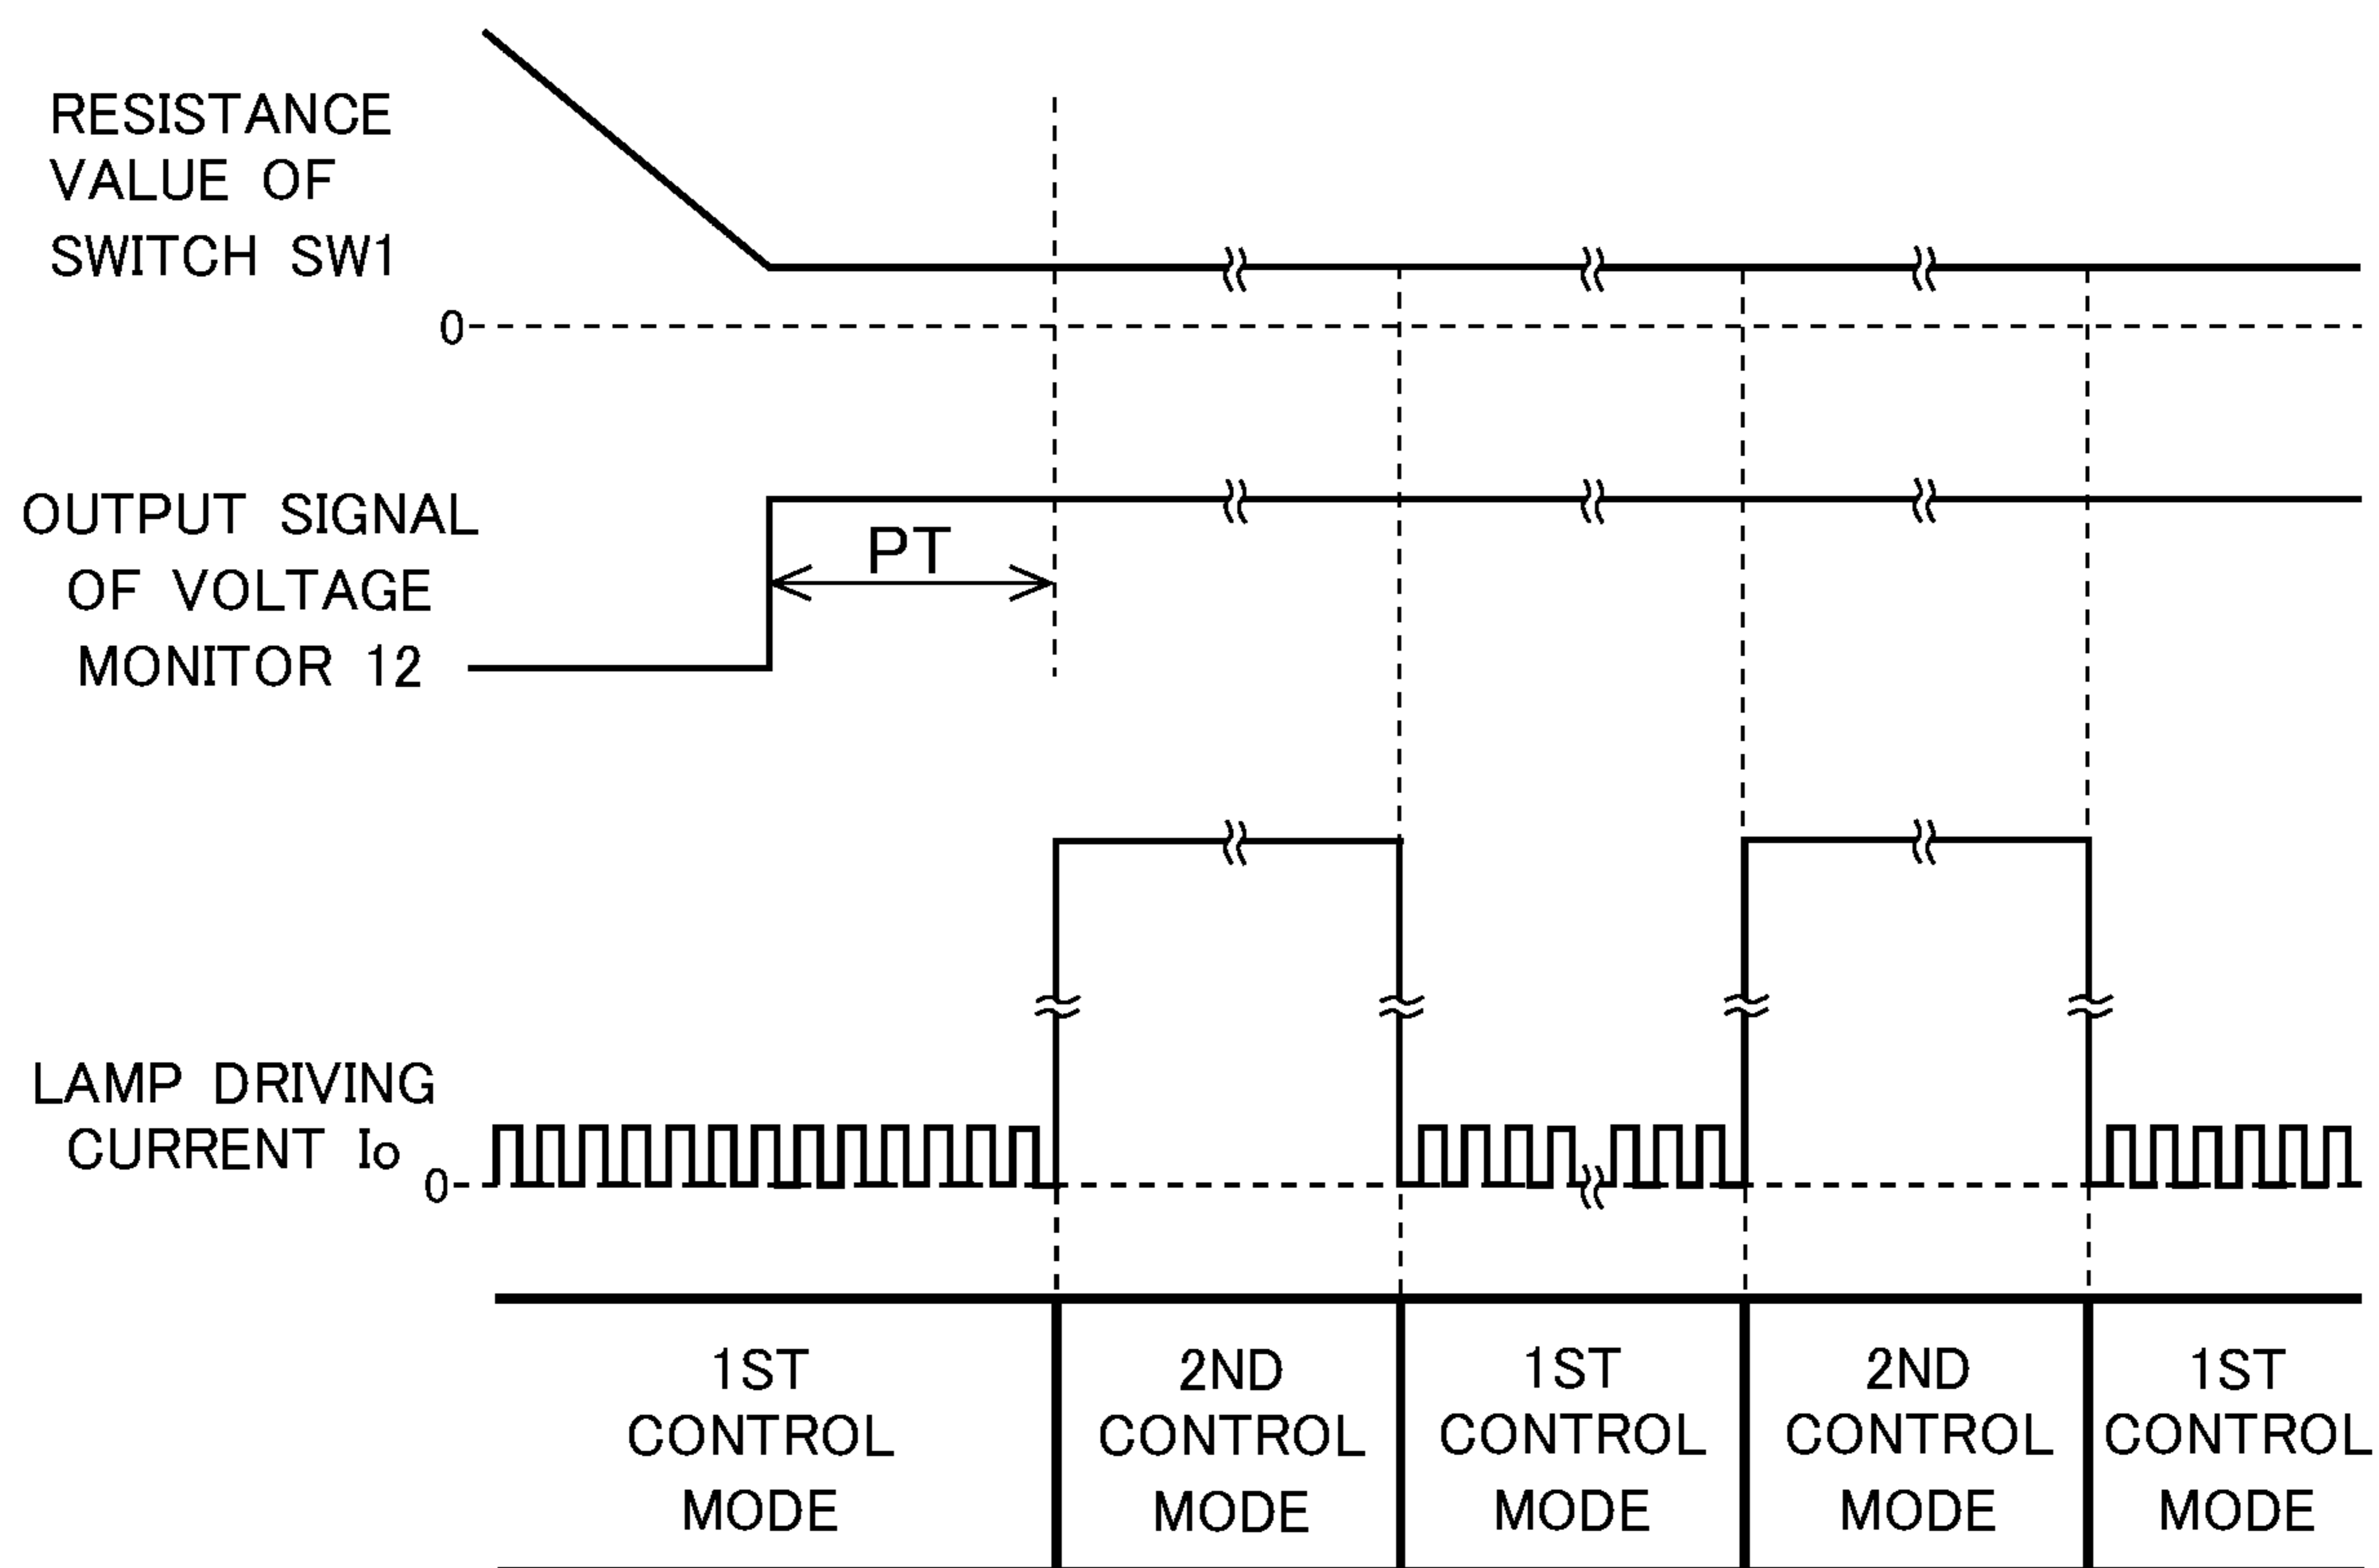 RESISTANCE
VALUE OF
SWITCH SW1
0
OUTPUT SIGNAL
OF VOLTAGE
MONITOR 12
PT
LAMP DRIVING
CURRENT Io
0
1ST
CONTROL
MODE
2ND
CONTROL
MODE
1ST
CONTROL
MODE
2ND
CONTROL
MODE
1ST
CONTROL
MODE